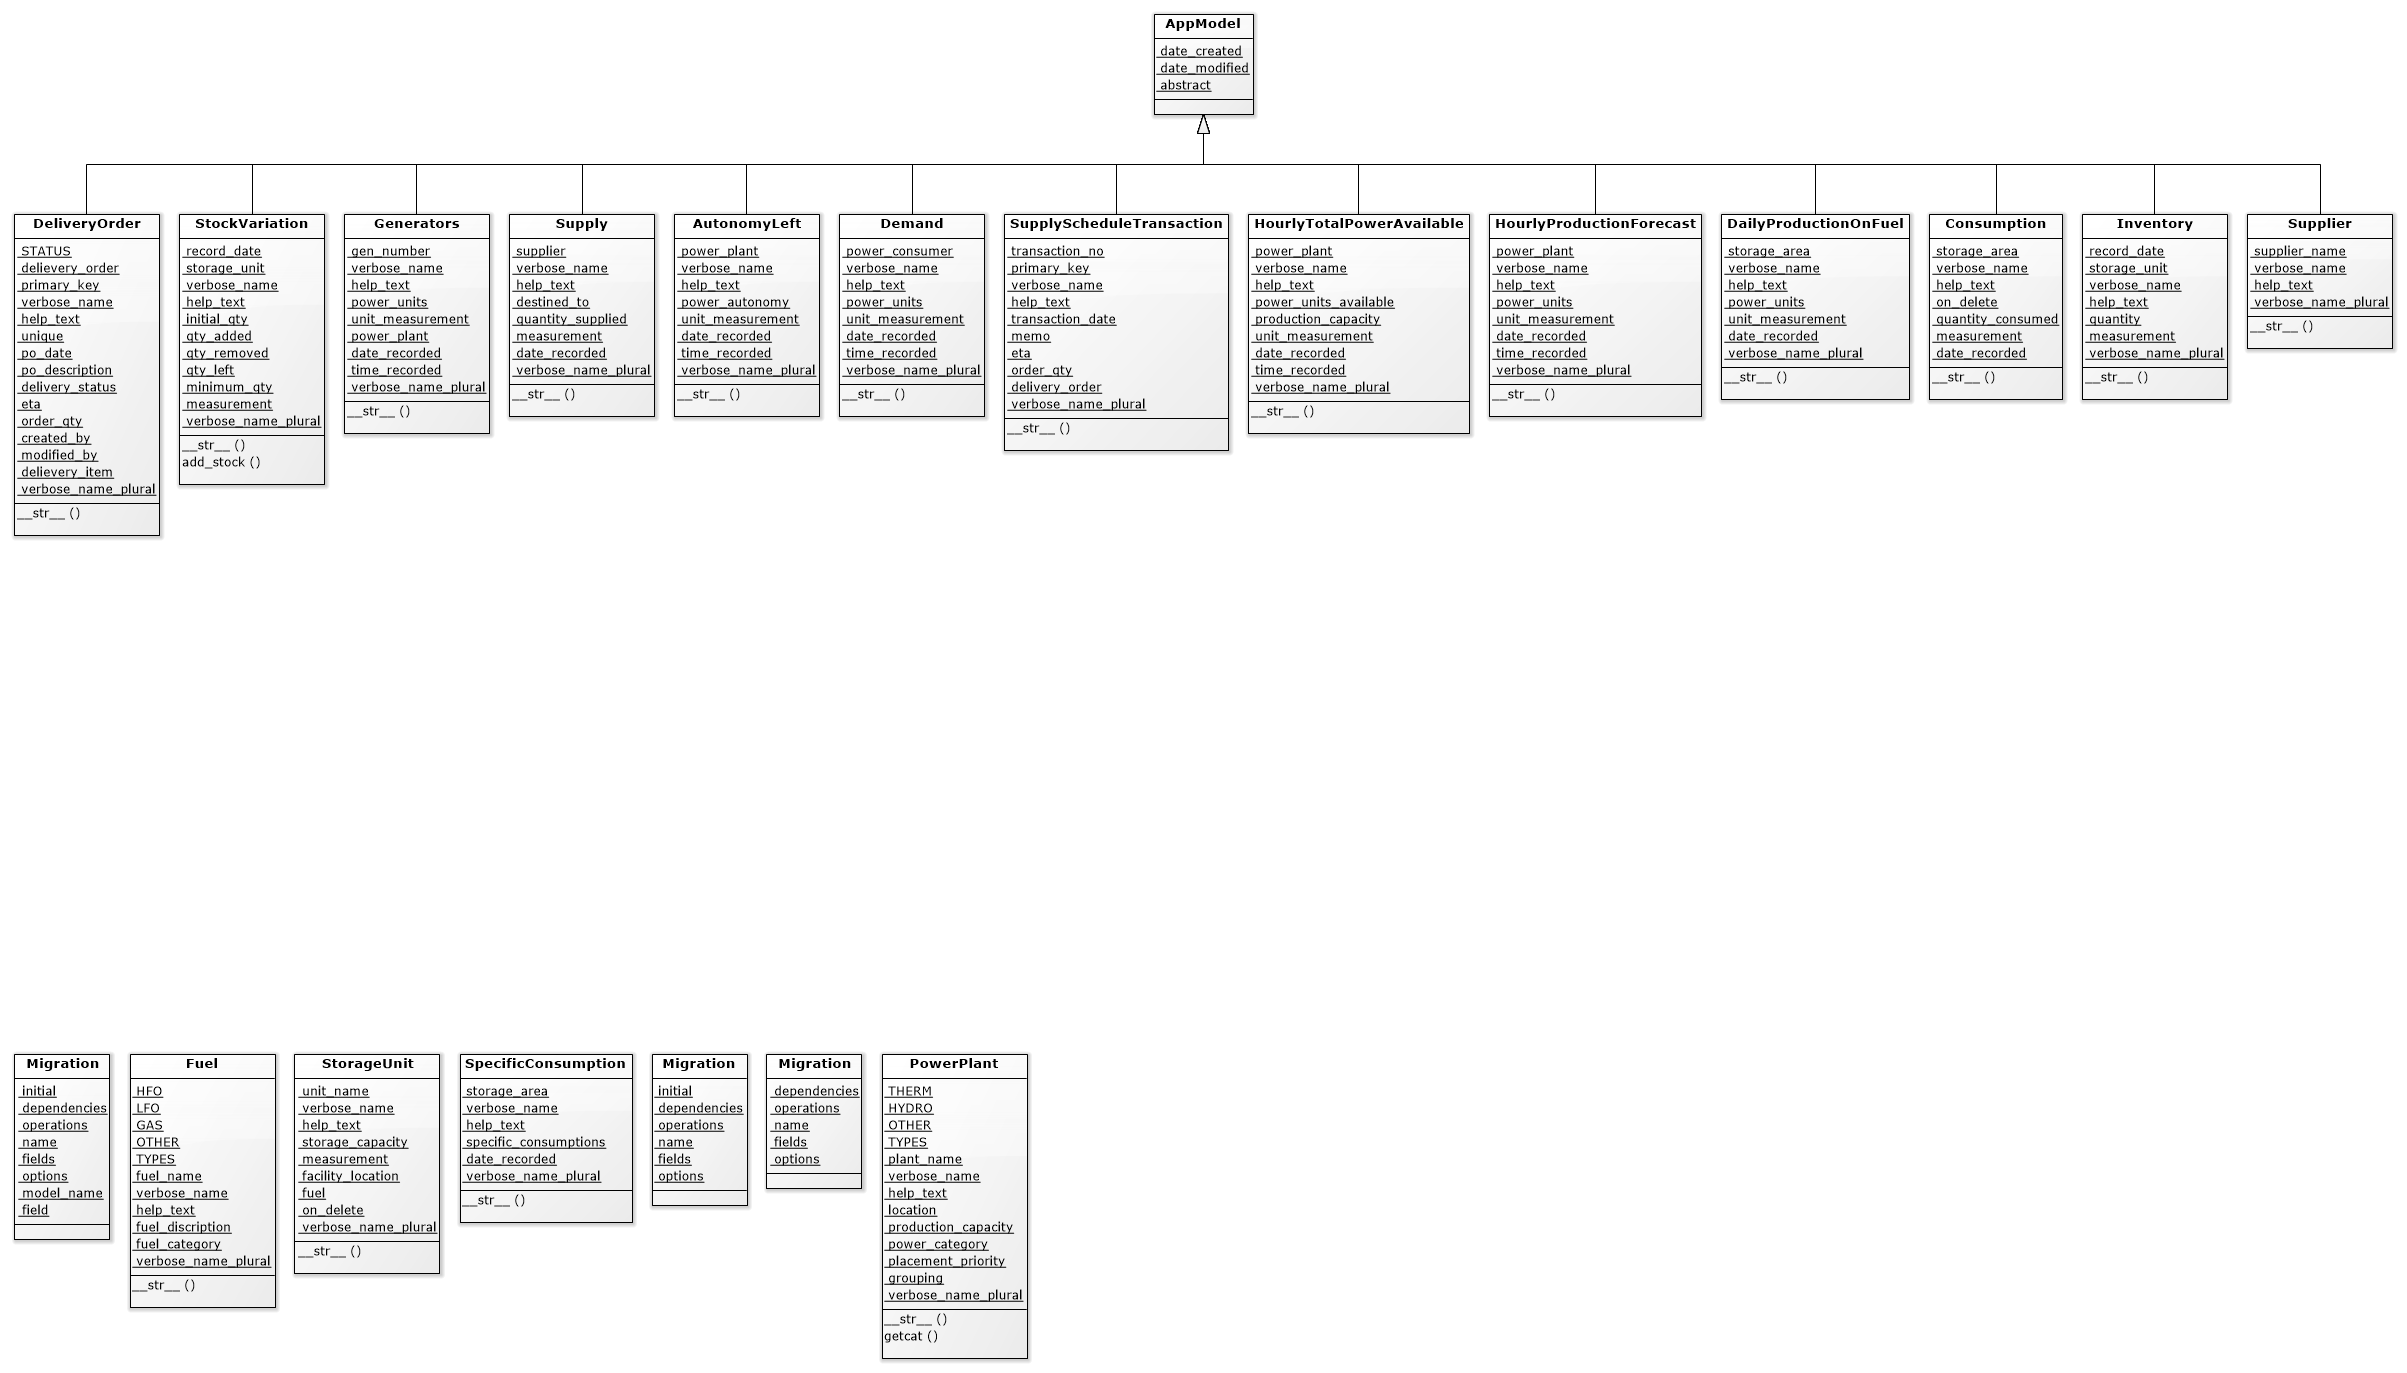 AppModel
date_created
date_modified
abstract
DeliveryOrder
STATUS
delievery_order
primary_key
verbose_name
help_text
unique
po_date
po_description
delivery_status
eta
order_qty
created_by
modified_by
delievery_item
verbose_name_plural
__str__ ()
StockVariation
record_date
storage_unit
verbose_name
help_text
initial_qty
qty_added
qty_removed
qty_left
minimum_qty
measurement
verbose_name_plural
__str__ ()
add_stock ()
Generators
gen_number
verbose_name
help_text
power_units
unit_measurement
power_plant
date_recorded
time_recorded
verbose_name_plural
__str__ ()
Supply
supplier
verbose_name
help_text
destined_to
quantity_supplied
measurement
date_recorded
verbose_name_plural
__str__ ()
AutonomyLeft
power_plant
verbose_name
help_text
power_autonomy
unit_measurement
date_recorded
time_recorded
verbose_name_plural
__str__ ()
Demand
power_consumer
verbose_name
help_text
power_units
unit_measurement
date_recorded
time_recorded
verbose_name_plural
__str__ ()
SupplyScheduleTransaction
transaction_no
primary_key
verbose_name
help_text
transaction_date
memo
eta
order_qty
delivery_order
verbose_name_plural
__str__ ()
HourlyTotalPowerAvailable
power_plant
verbose_name
help_text
power_units_available
production_capacity
unit_measurement
date_recorded
time_recorded
verbose_name_plural
__str__ ()
HourlyProductionForecast
power_plant
verbose_name
help_text
power_units
unit_measurement
date_recorded
time_recorded
verbose_name_plural
__str__ ()
DailyProductionOnFuel
storage_area
verbose_name
help_text
power_units
unit_measurement
date_recorded
verbose_name_plural
__str__ ()
Consumption
storage_area
verbose_name
help_text
on_delete
quantity_consumed
measurement
date_recorded
__str__ ()
Inventory
record_date
storage_unit
verbose_name
help_text
quantity
measurement
verbose_name_plural
__str__ ()
Supplier
supplier_name
verbose_name
help_text
verbose_name_plural
__str__ ()
Migration
initial
dependencies
operations
name
fields
options
model_name
field
Fuel
HFO
LFO
GAS
OTHER
TYPES
fuel_name
verbose_name
help_text
fuel_discription
fuel_category
verbose_name_plural
__str__ ()
StorageUnit
unit_name
verbose_name
help_text
storage_capacity
measurement
facility_location
fuel
on_delete
verbose_name_plural
__str__ ()
SpecificConsumption
storage_area
verbose_name
help_text
specific_consumptions
date_recorded
verbose_name_plural
__str__ ()
Migration
initial
dependencies
operations
name
fields
options
Migration
dependencies
operations
name
fields
options
PowerPlant
THERM
HYDRO
OTHER
TYPES
plant_name
verbose_name
help_text
location
production_capacity
power_category
placement_priority
grouping
verbose_name_plural
__str__ ()
getcat ()